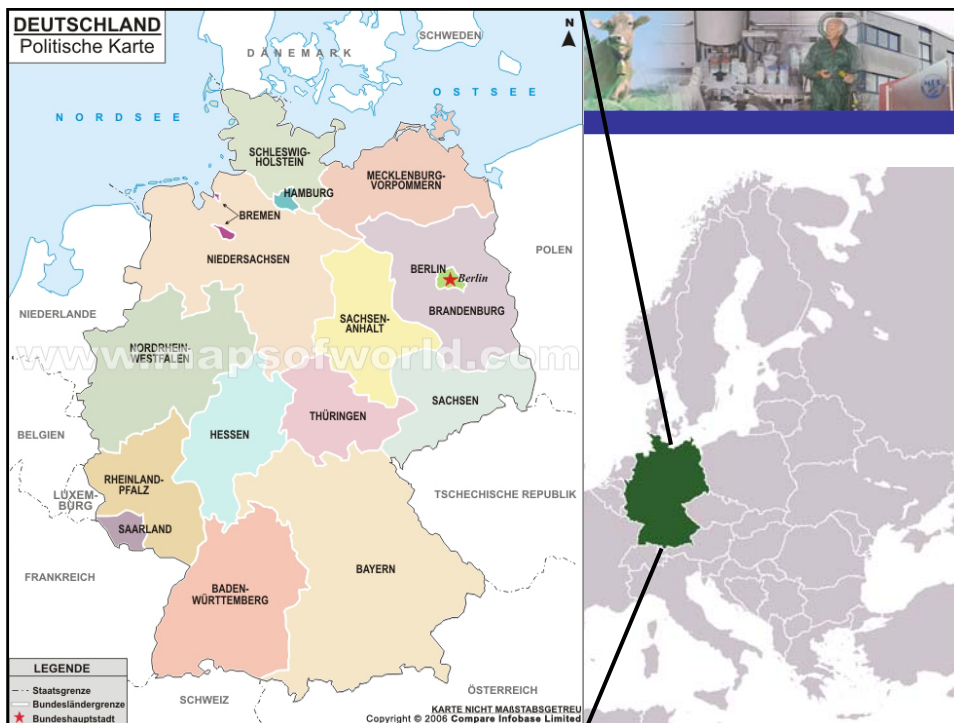 DEUTSCHLAND
Politische Karte
N
SCHWEDEN
DÄNEMARK
OSTSEE
NORDSEE
SCHLESWIG-
HOLSTEIN
MECKLENBURG-
VORPOMMERN
HAMBURG
BREMEN
NIEDERSACHSEN
POLEN
BERLIN
Berlin
BRANDENBURG
NIEDERLANDE
SACHSEN-
ANHALT
NORDRHEIN-
WESTFALEN
www.mapsofworld.com
SACHSEN
THÜRINGEN
HESSEN
BELGIEN
RHEINLAND-
PFALZ
LUXEM-
BÜRG
TSCHECHISCHE REPUBLIK
SAARLAND
FRANKREICH
BAYERN
BADEN-
WÜRTTEMBERG
LEGENDE
Staatsgrenze
Bundesländergrenze
Bundeshauptstadt
SCHWEIZ
ÖSTERREICH
KARTE NICHT MAßSTABSGETREU
Copyright © 2006 Compare Infobase Limited